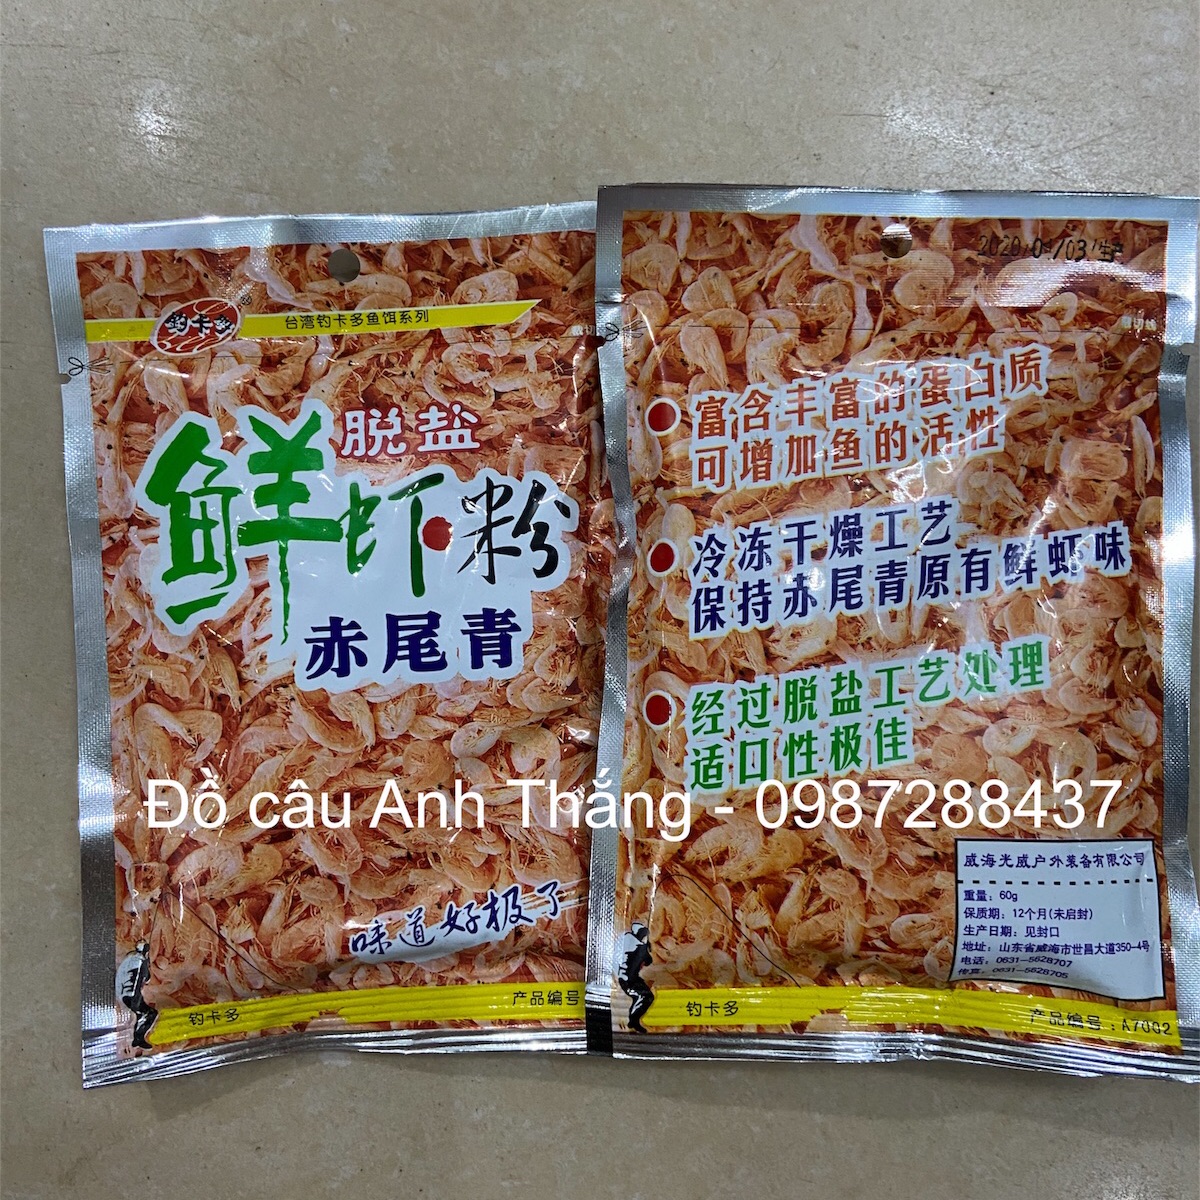 钓卡多®
台湾钓卡多鱼饵系列
脱盐
鲜虾粉
赤尾青
味道好极了
产品编号
钓卡多
富含丰富的蛋白质
可增加鱼的活性
冷冻干燥工艺
保持赤尾青原有鲜虾味
经过脱盐工艺处理
适口性极佳
Đồ câu Anh Thắng - 0987288437
威海光威户外装备有限公司
重量：60g
保质期：12个月(未启封)
生产日期：见封口
地址：山东省威海市世昌大道350-4号
电话：0631-5628707
传真：0631-5628705
钓卡多
产品编号：A7002